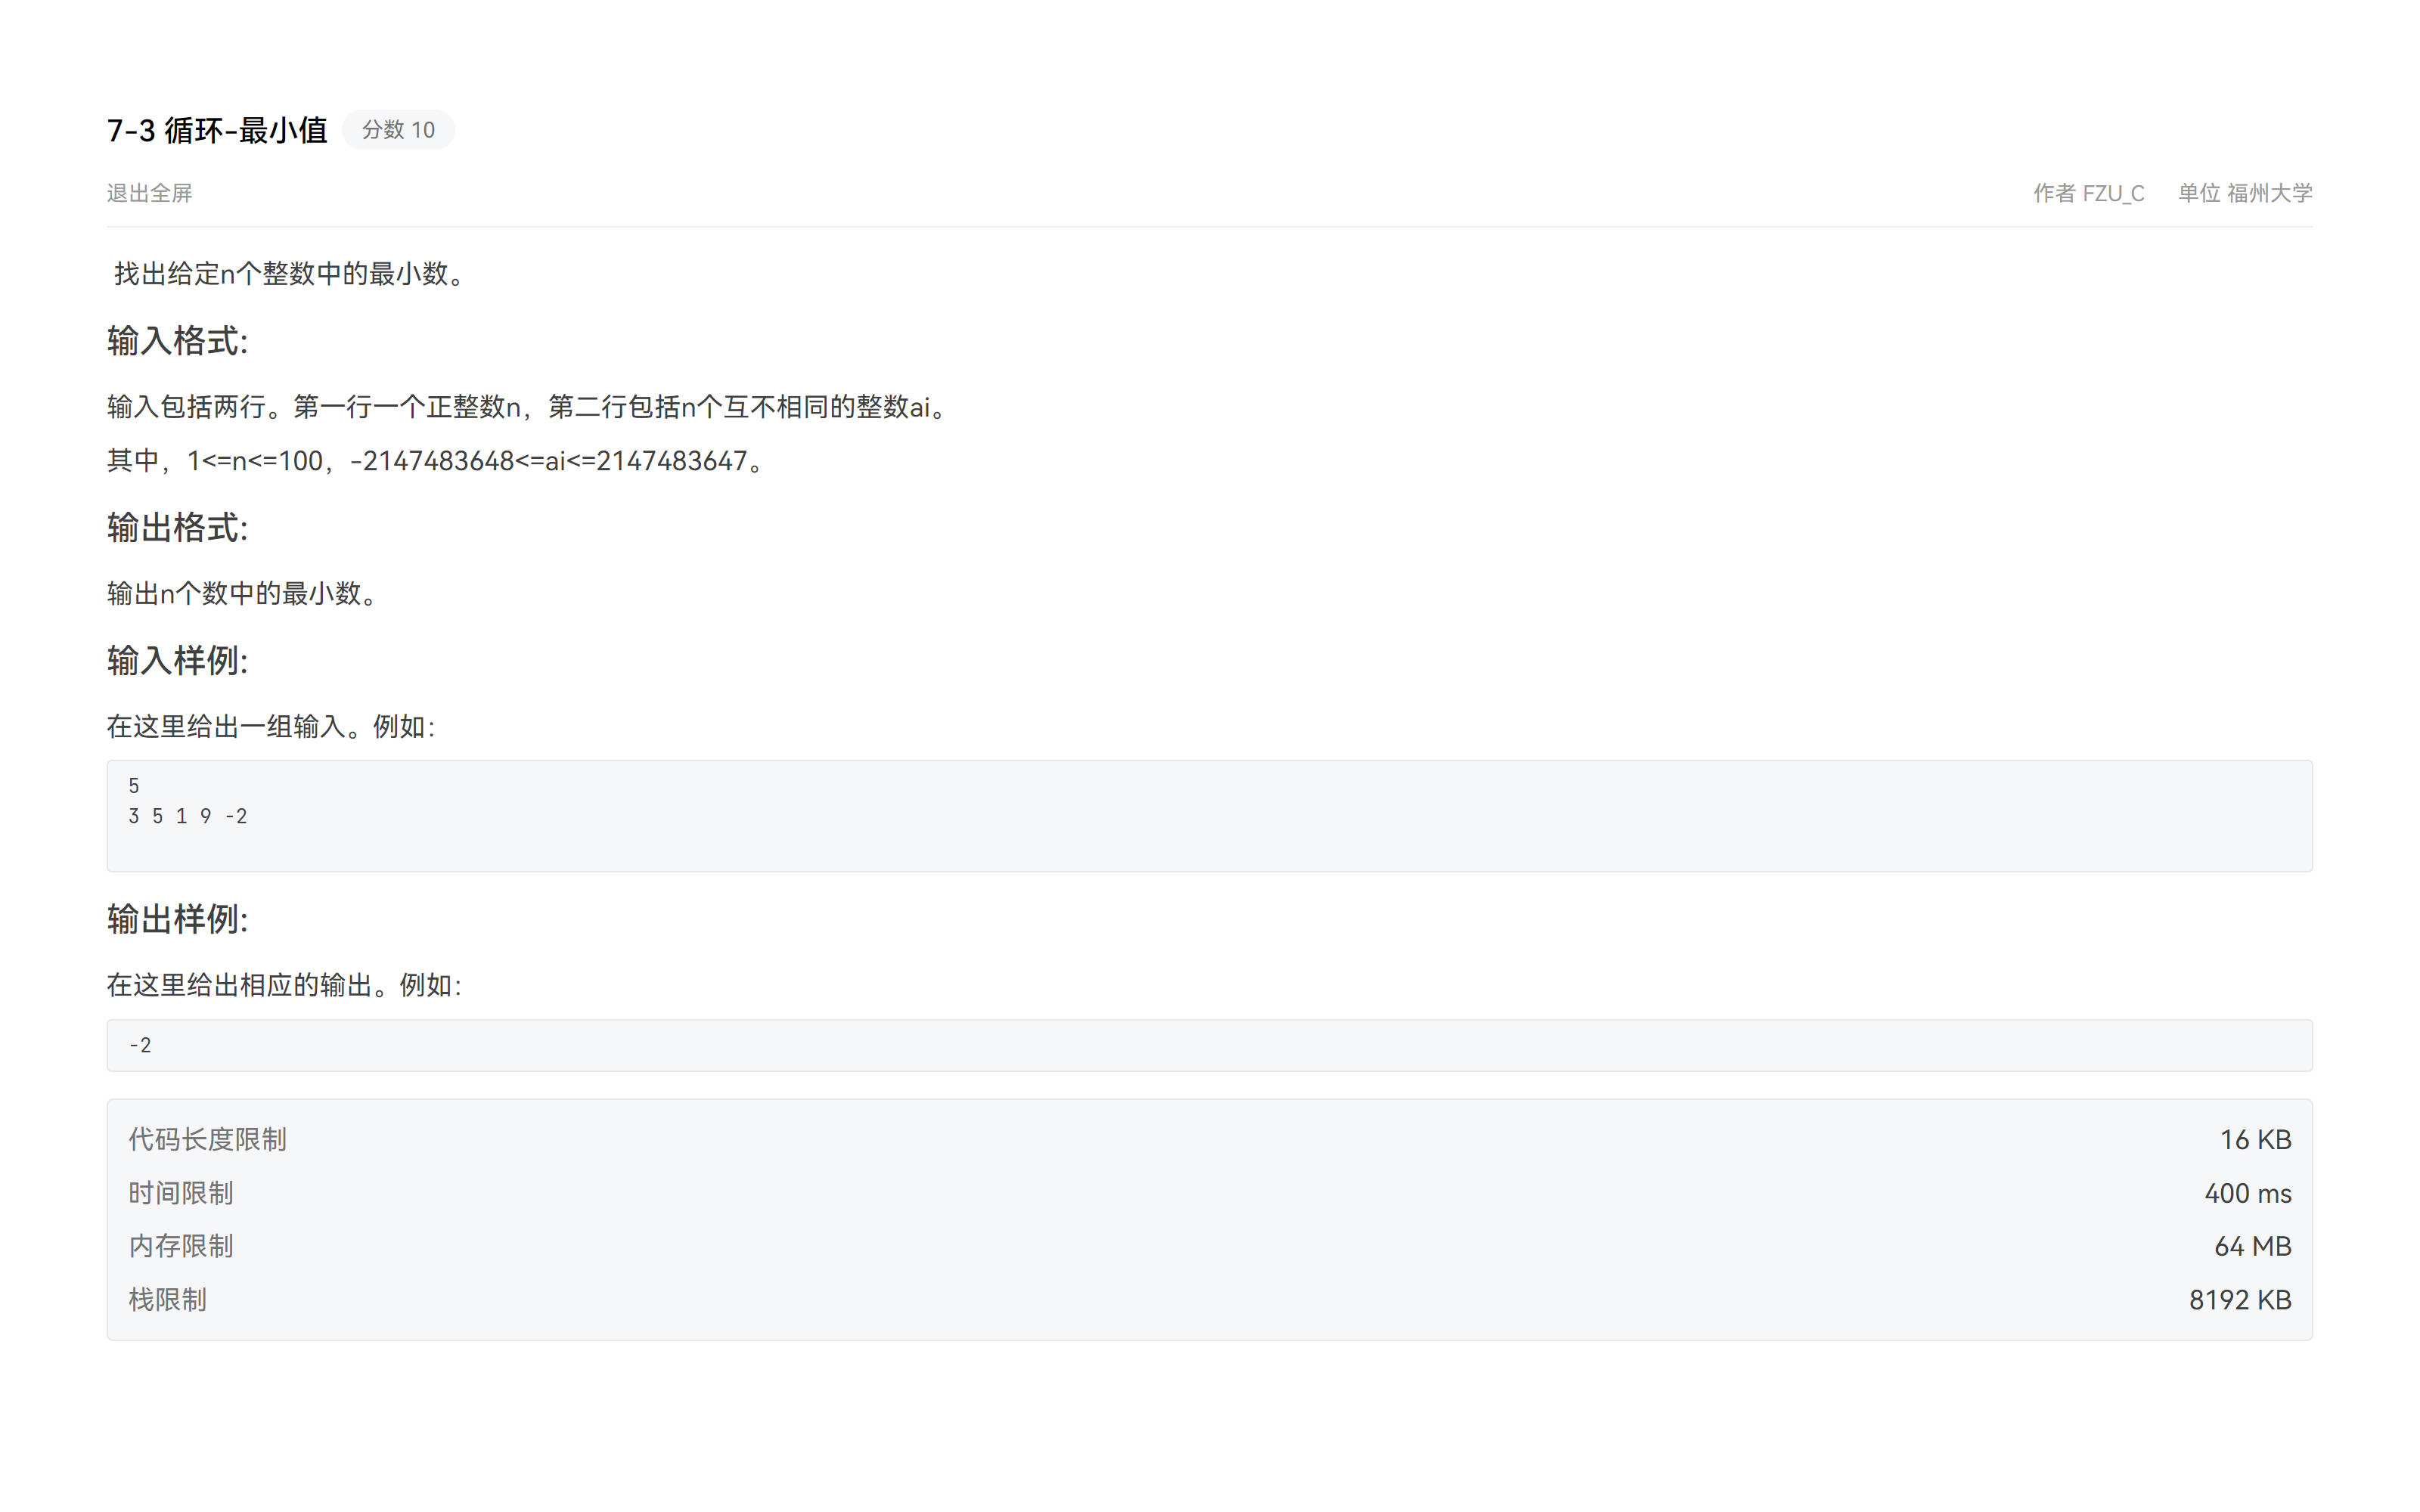 7-3 循环-最小值 分数 10
退出全屏 作者 FZU_C 单位 福州大学
找出给定n个整数中的最小数。
输入格式:
输入包括两行。第一行一个正整数n，第二行包括n个互不相同的整数ai。
其中，1<=n<=100，-2147483648<=ai<=2147483647。
输出格式:
输出n个数中的最小数。
输入样例:
在这里给出一组输入。例如：
5
3 5 1 9 -2
输出样例:
在这里给出相应的输出。例如：
-2
代码长度限制 16 KB
时间限制 400 ms
内存限制 64 MB
栈限制 8192 KB